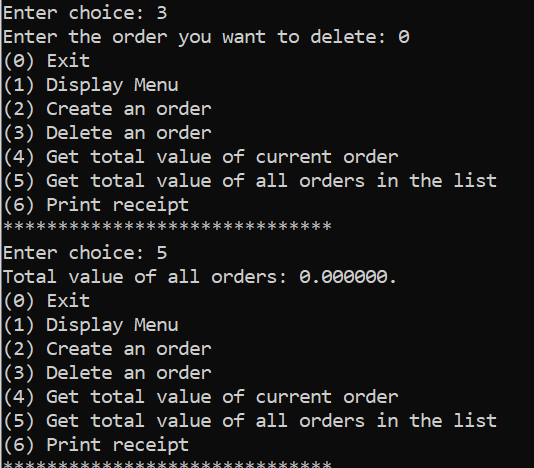 Enter choice: 3
Enter the order you want to delete: 0
(0) Exit
(1) Display Menu
(2) Create an order
(3) Delete an order
(4) Get total value of current order
(5) Get total value of all orders in the list
(6) Print receipt
******************************
Enter choice: 5
Total value of all orders: 0.000000.
(0) Exit
(1) Display Menu
(2) Create an order
(3) Delete an order
(4) Get total value of current order
(5) Get total value of all orders in the list
(6) Print receipt
******************************